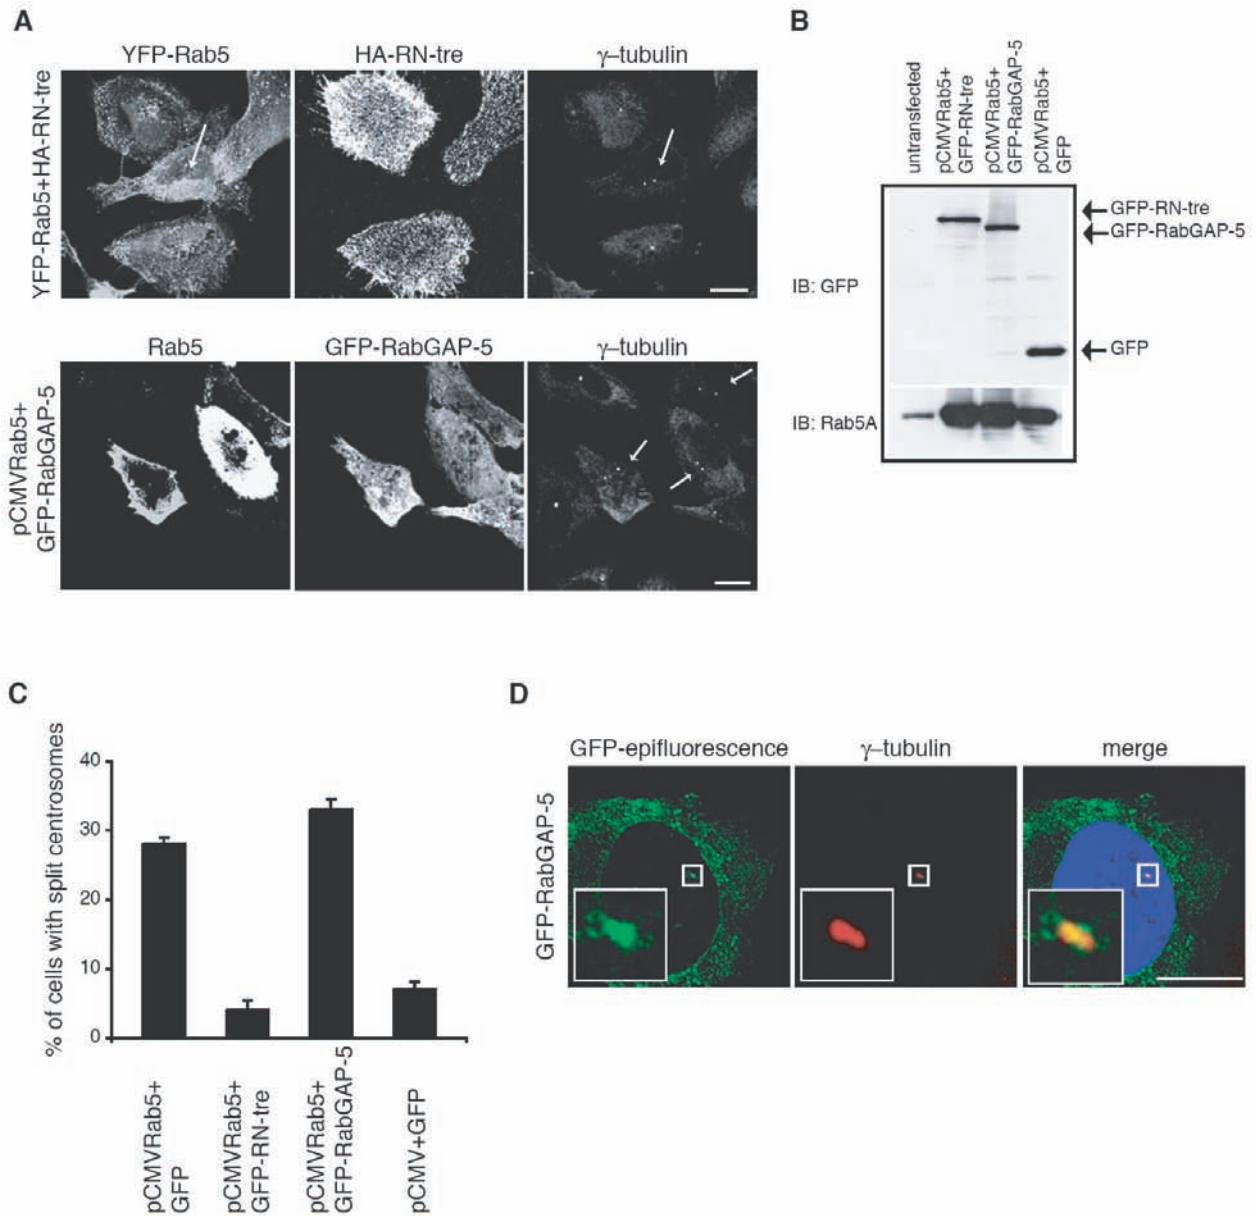 A
YFP-Rab5
HA-RN-tre
γ–tubulin
YFP-Rab5+HA-RN-tre
Rab5
GFP-RabGAP-5
γ–tubulin
pCMVRab5+
GFP-RabGAP-5
B
untransfected
pCMVRab5+
GFP-RN-tre
pCMVRab5+
GFP-RabGAP-5
pCMVRab5+
GFP
GFP-RN-tre
GFP-RabGAP-5
IB: GFP
GFP
IB: Rab5A
C
% of cells with split centrosomes
40
30
20
10
0
pCMVRab5+
GFP
pCMVRab5+
GFP-RN-tre
pCMVRab5+
GFP-RabGAP-5
pCMV+GFP
D
GFP-epifluorescence
γ–tubulin
merge
GFP-RabGAP-5